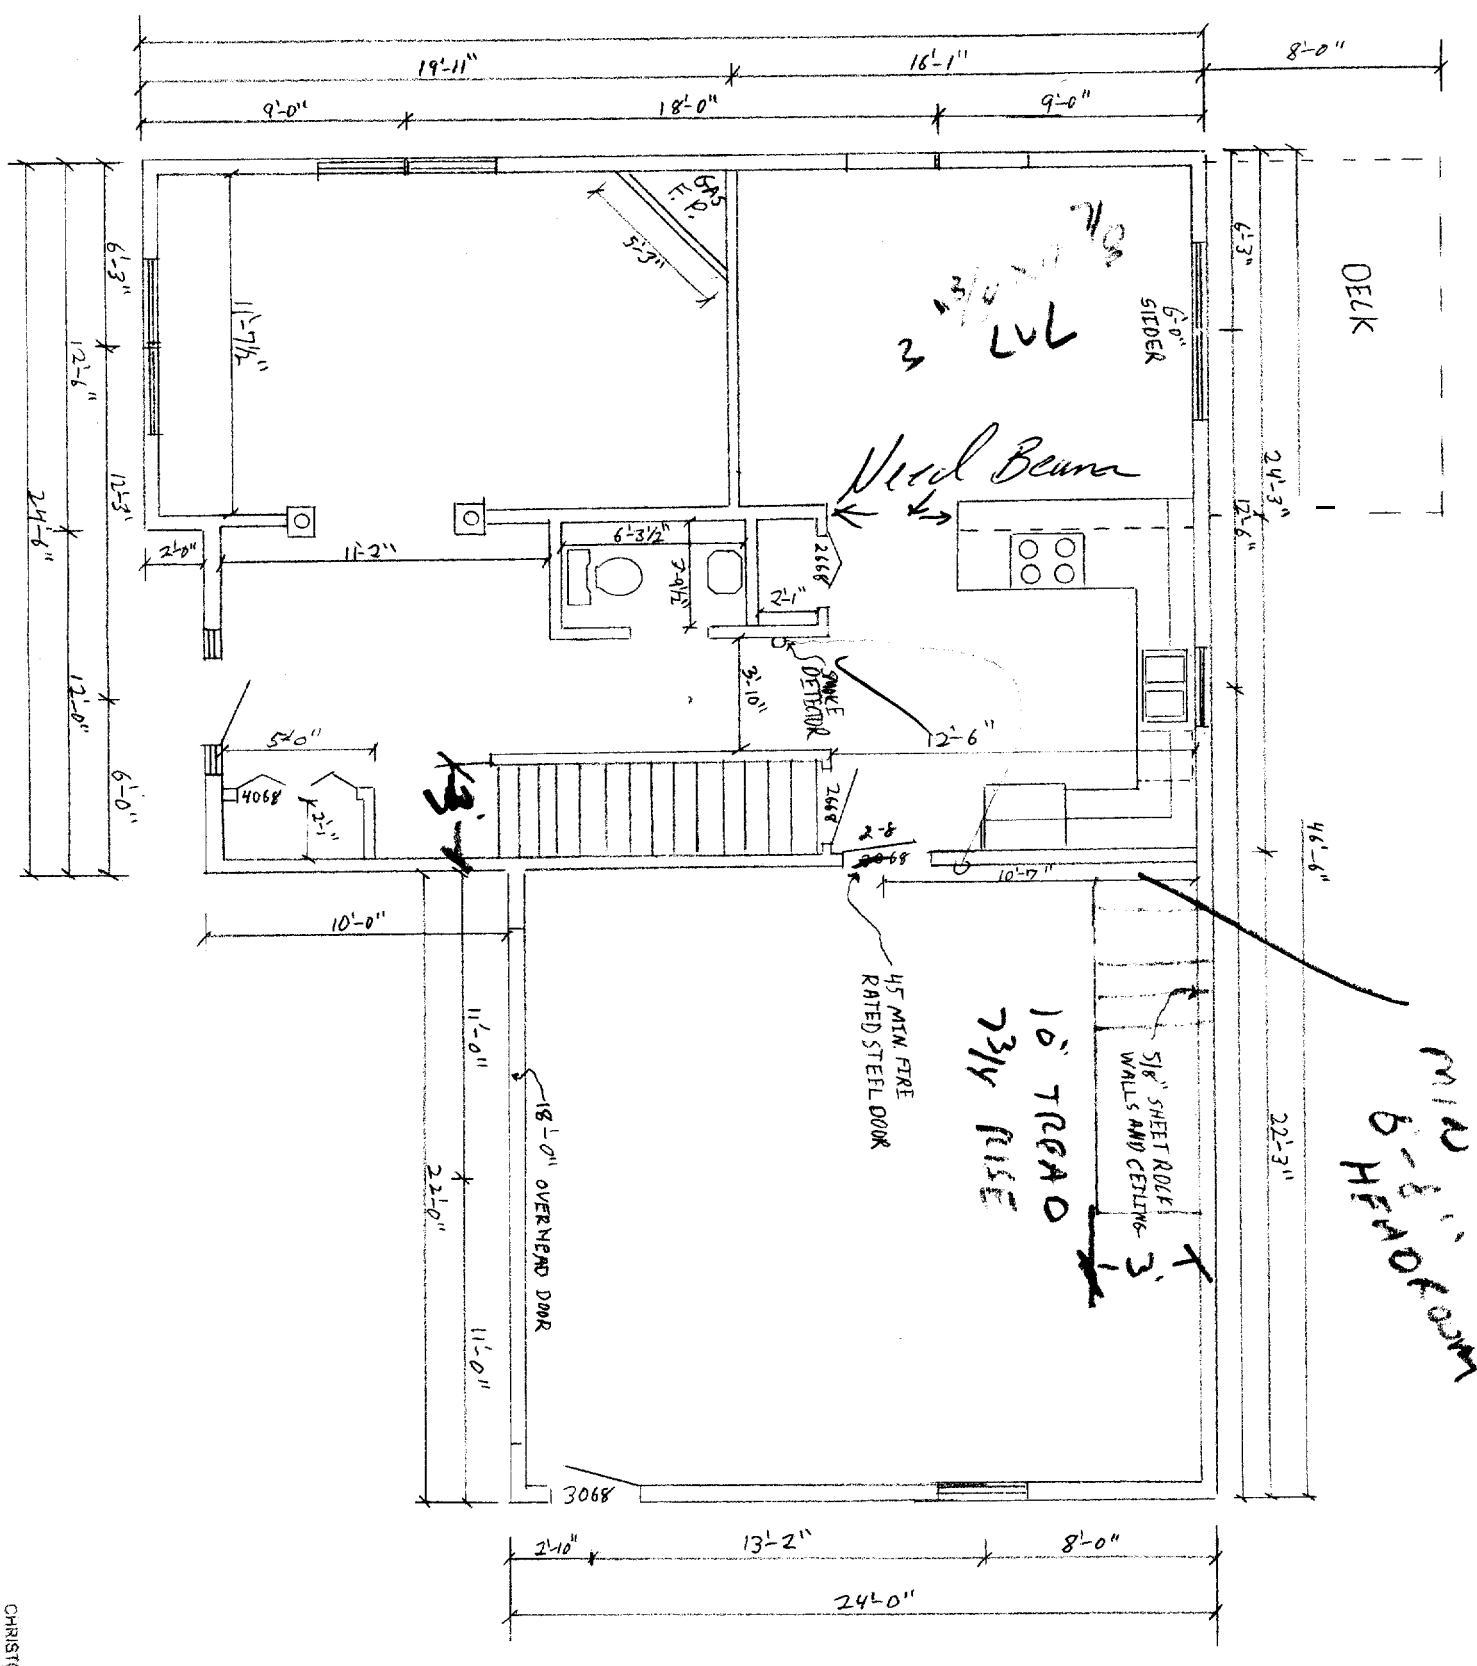 19'-11"
16'-1"
8'-0"
9'-0"
18'-0"
9'-0"
GAS
F.P.
5'-3"
6'-3"
12'-6"
24'-6"
12'-3"
12'-0"
6'-0"
11'-7½"
6'-0"
SLIDER
DECK
6'-3"
24'-3"
12'-6"
3
LVL
Need Beam
2'-0"
11'-2"
6'-3½"
7-9½"
2'-1"
2668
SMOKE
DETECTOR
3'-10"
12'-6"
5'-0"
4068
2'-1"
3'-
2668
2-8
10'-7"
46'-6"
22'-3"
MIN
6-8"
HEADROOM
10'-0"
11'-0"
22'-0"
11'-0"
18'-0" OVERHEAD DOOR
45 MIN. FIRE
RATED STEEL DOOR
10" TREAD
7 3/4 RISE
5/8" SHEET ROCK
WALLS AND CEILING
3'-
3068
2'-10"
13'-2"
8'-0"
24'-0"